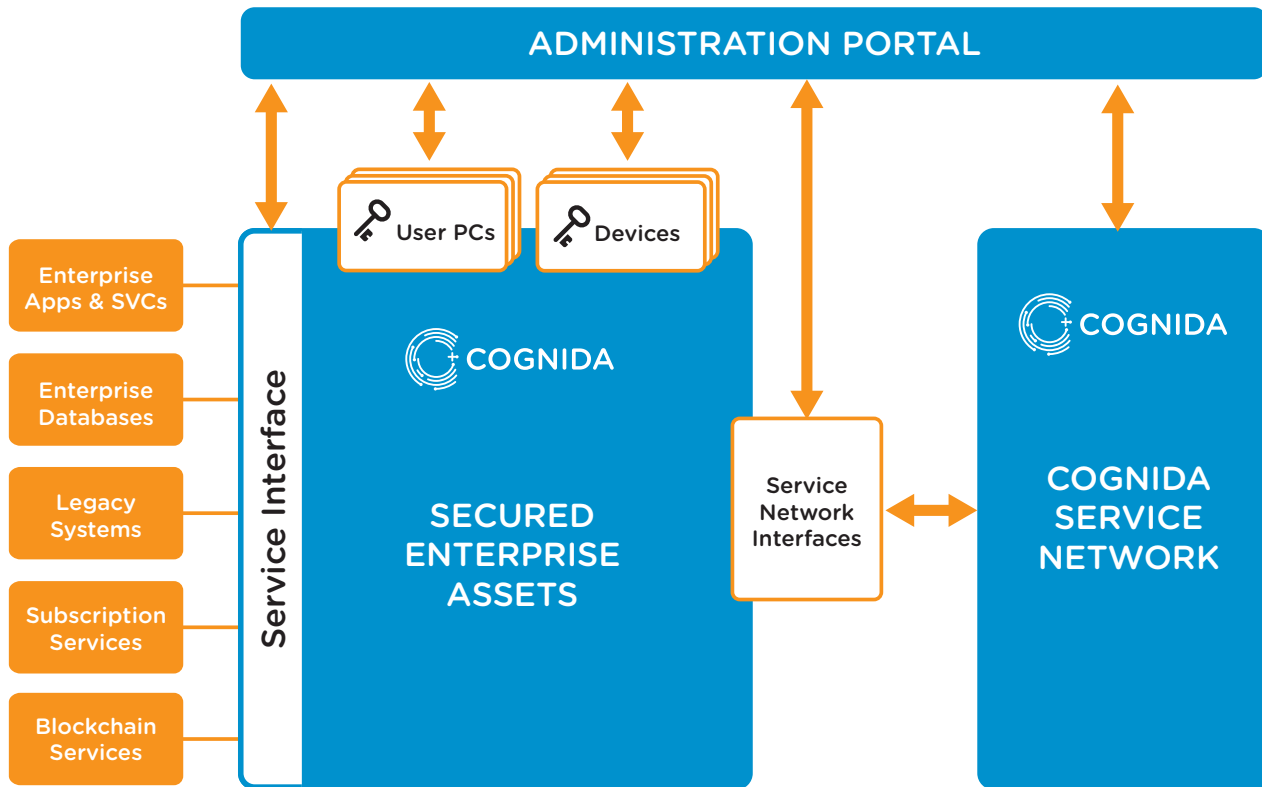 ADMINISTRATION PORTAL
User PCs
Devices
Enterprise
Apps & SVCs
Enterprise
Databases
Legacy
Systems
Subscription
Services
Blockchain
Services
Service Interface
COGNIDA
SECURED
ENTERPRISE
ASSETS
Service
Network
Interfaces
COGNIDA
COGNIDA
SERVICE
NETWORK